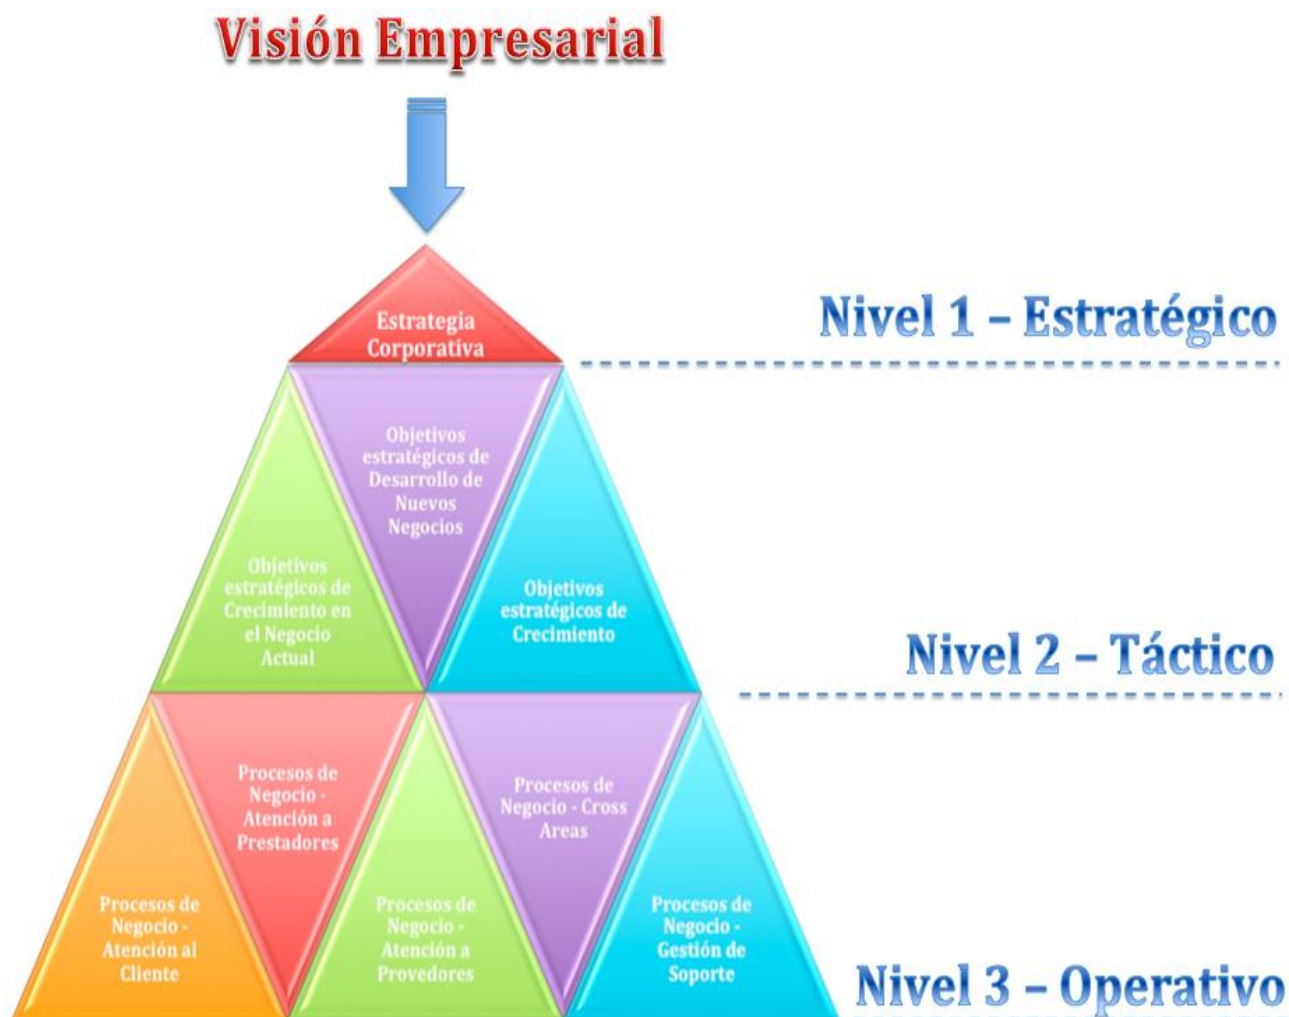 Visión Empresarial
Estrategia
Corporativa
Nivel 1 – Estratégico
Objetivos
estratégicos de
Desarrollo de
Nuevos
Negocios
Objetivos
estratégicos de
Crecimiento en
el Negocio
Actual
Objetivos
estratégicos de
Crecimiento
Nivel 2 – Táctico
Procesos de
Negocio -
Atención a
Prestadores
Procesos de
Negocio - Cross
Areas
Procesos de
Negocio -
Atención al
Cliente
Procesos de
Negocio -
Atención a
Provedores
Procesos de
Negocio -
Gestión de
Soporte
Nivel 3 – Operativo